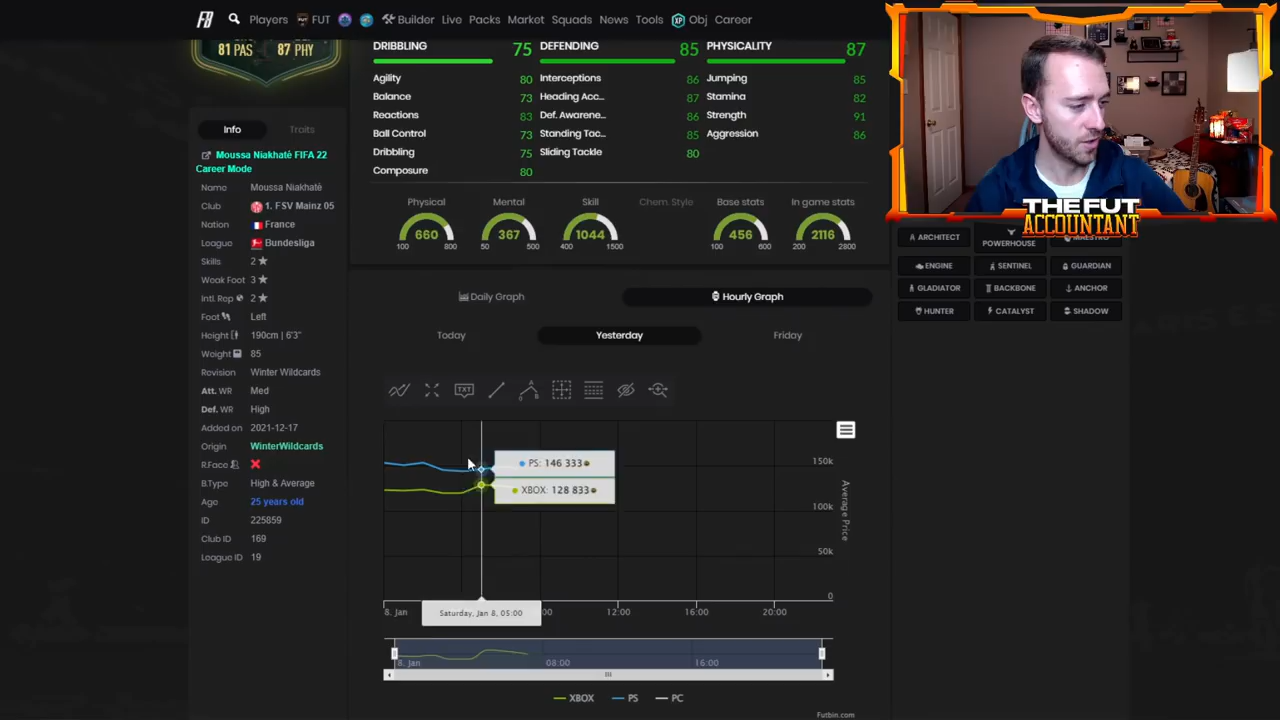 FB Players FUT Builder Live Packs Market Squads News Tools XP Obj Career
81 PAS 87 PHY
DRIBBLING 75 DEFENDING 85 PHYSICALITY 87
Agility 80 Interceptions 86 Jumping 85
Balance 73 Heading Acc... 87 Stamina 82
Reactions 83 Def. Aware... 86 Strength 91
Ball Control 73 Standing Tac... 85 Aggression 86
Dribbling 75 Sliding Tackle 80
Composure 80
Info Traits
Moussa Niakhaté FIFA 22
Career Mode
Name Moussa Niakhaté
Club 1. FSV Mainz 05
Nation France
League Bundesliga
Skills 2
Weak Foot 3
Intl. Rep 2
Foot Left
Height 190cm | 6'3"
Weight 85
Revision Winter Wildcards
Att. WR Med
Def. WR High
Added on 2021-12-17
Origin WinterWildcards
R.Face
B.Type High & Average
Age 25 years old
ID 225859
Club ID 169
League ID 19
Physical Mental Skill Chem. Style Base stats In game stats
660 367 1044 456 2116
100 800 50 500 400 1500 100 600 46 2800
Daily Graph Hourly Graph
Today Yesterday Friday
TXT
PS: 146 333
XBOX: 128 833
150k
100k
50k
0
Average Price
8. Jan :00 12:00 16:00 20:00
Saturday, Jan 8, 05:00
8. Jan 08:00 16:00
XBOX PS PC
Futbin.com
THE FUT
ACCOUNTANT
ARCHITECT POWERHOUSE MAESTRO
ENGINE SENTINEL GUARDIAN
GLADIATOR BACKBONE ANCHOR
HUNTER CATALYST SHADOW